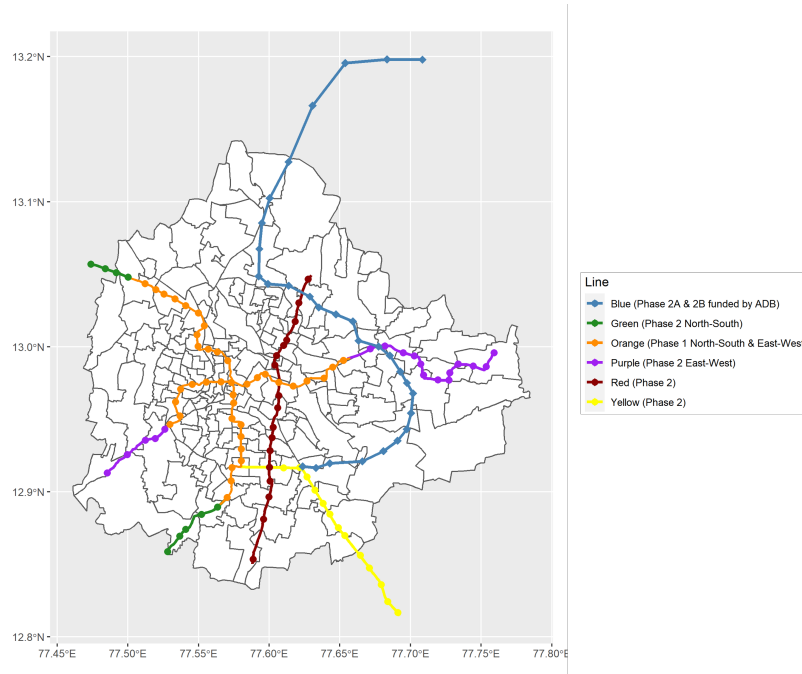 13.2°N
13.1°N
13.0°N
12.9°N
12.8°N
77.45°E 77.50°E 77.55°E 77.60°E 77.65°E 77.70°E 77.75°E 77.80°E
Line
Blue (Phase 2A & 2B funded by ADB)
Green (Phase 2 North-South)
Orange (Phase 1 North-South & East-West
Purple (Phase 2 East-West)
Red (Phase 2)
Yellow (Phase 2)